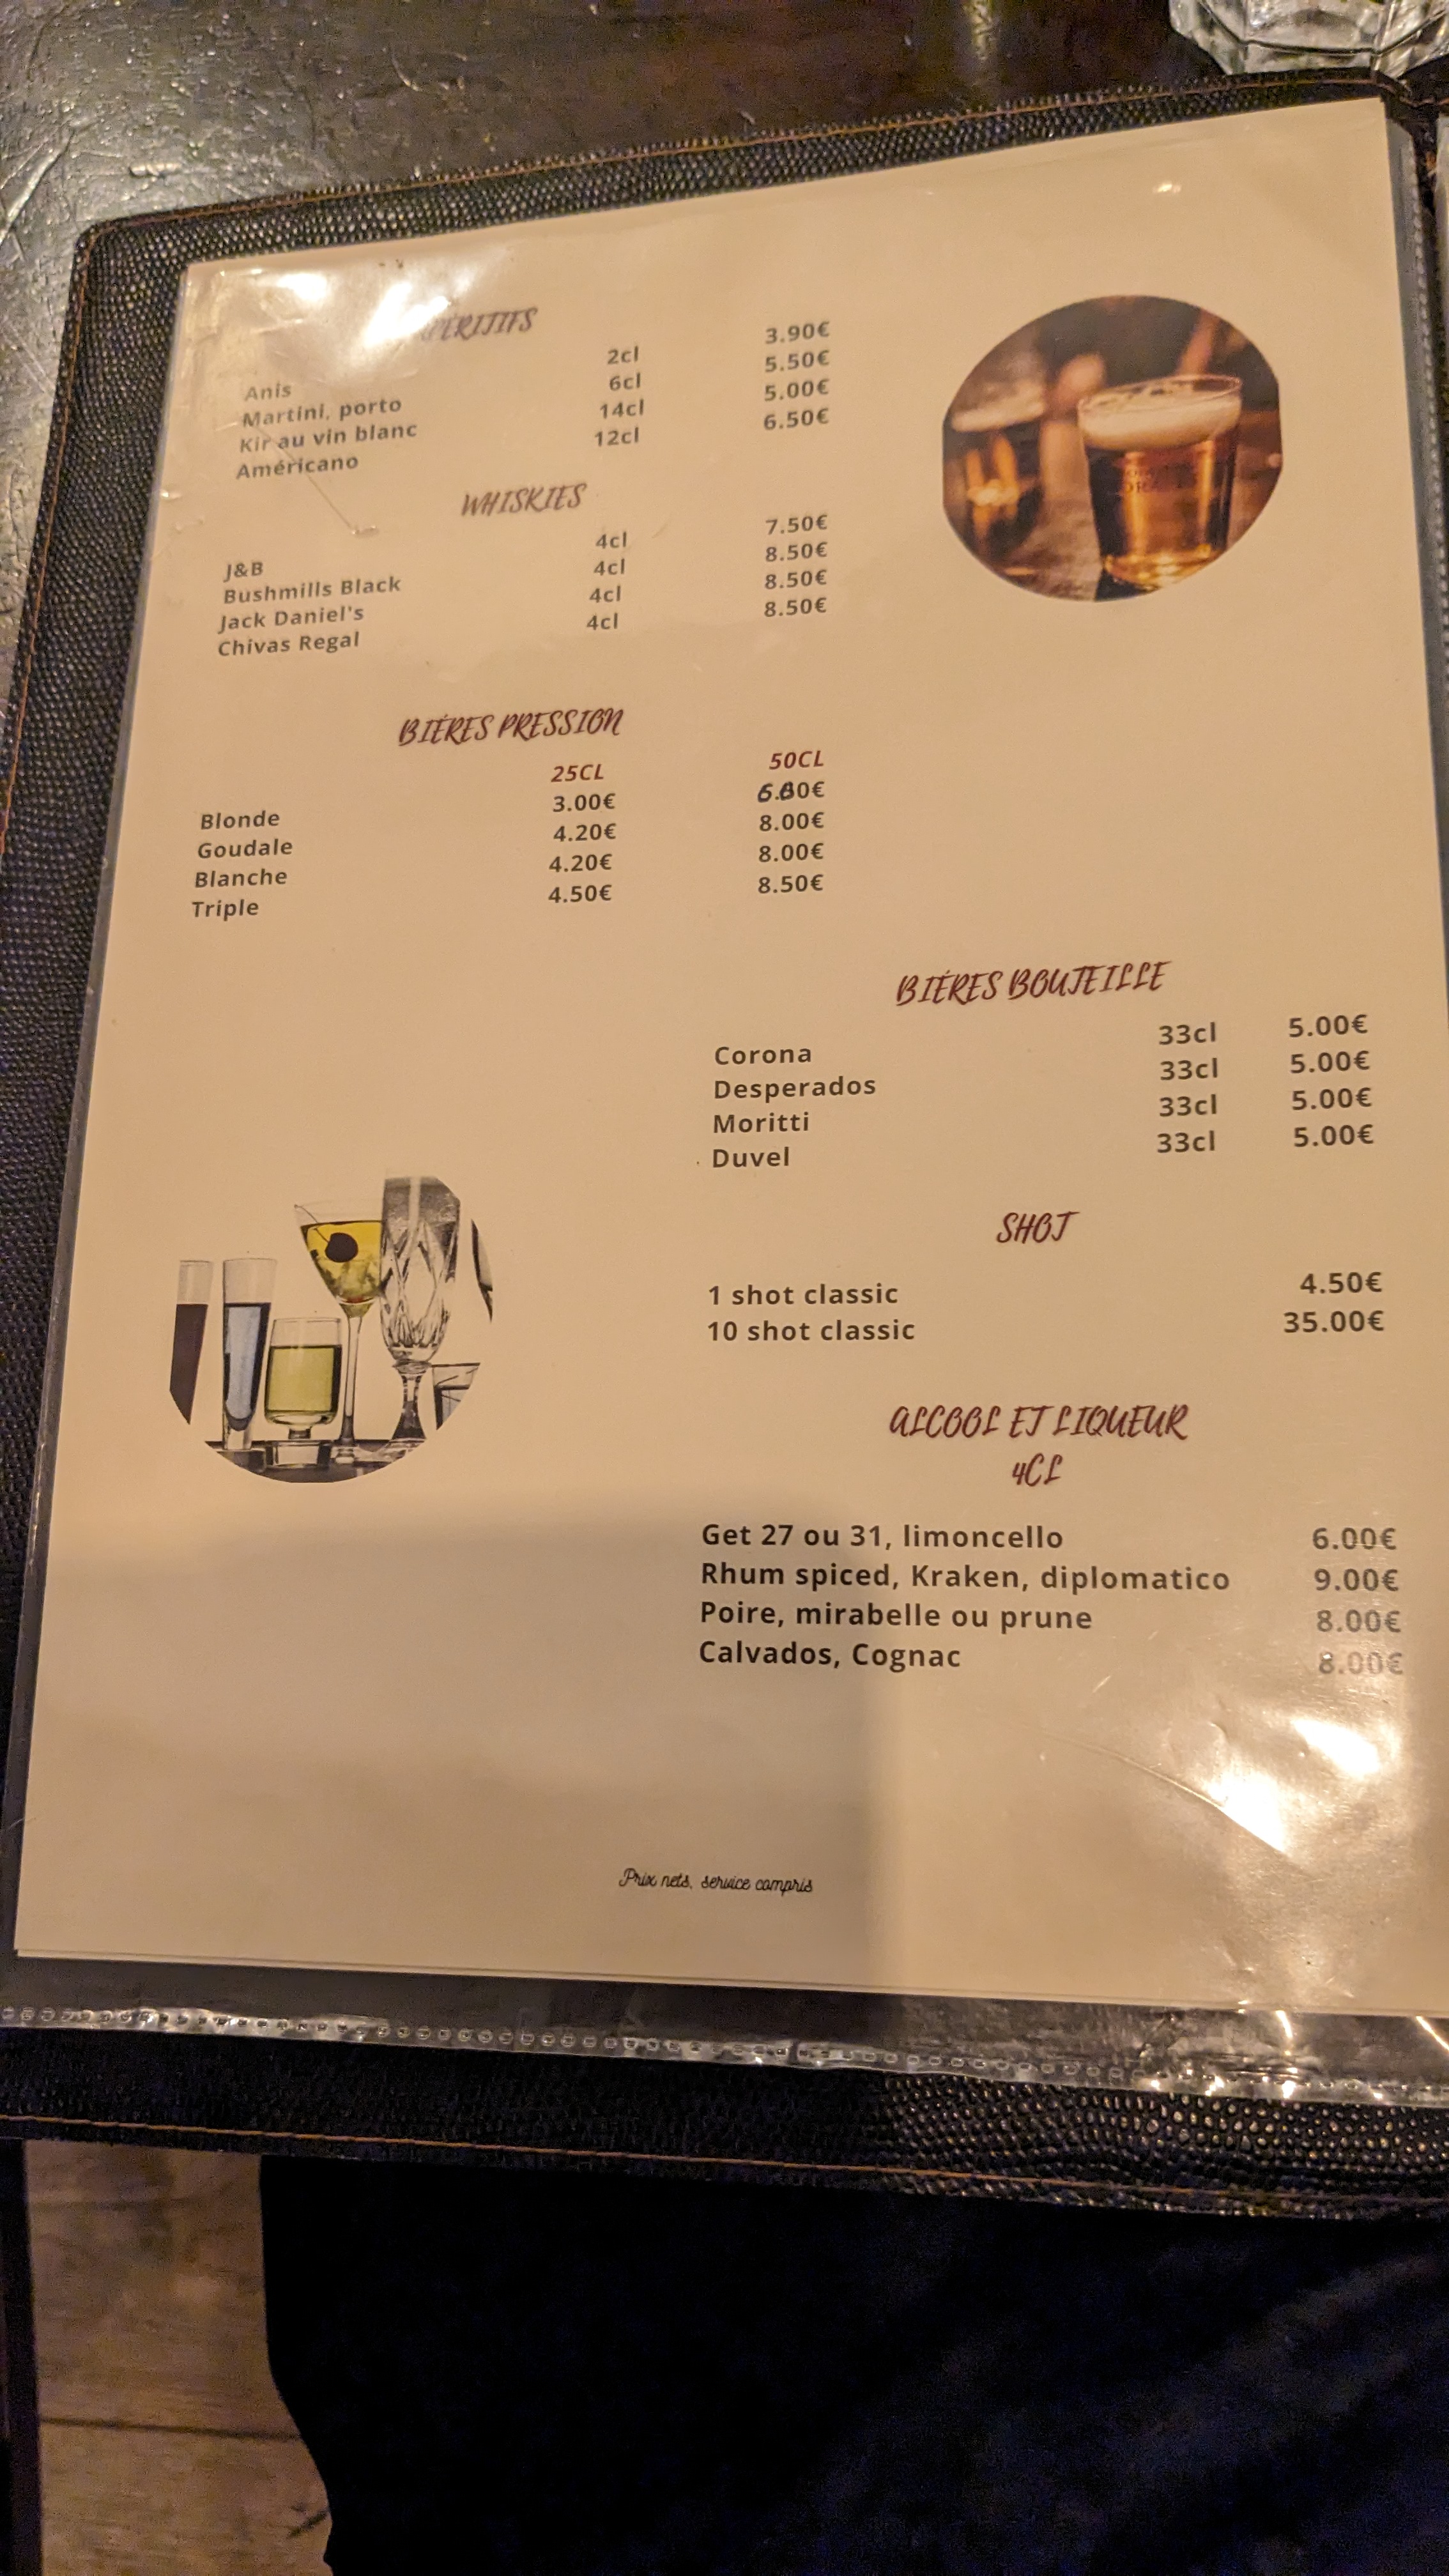 APÉRITIFS
Anis 2cl 3.90€
Martini, porto 6cl 5.50€
Kir au vin blanc 14cl 5.00€
Américano 12cl 6.50€
WHISKIES
J&B 4cl 7.50€
Bushmills Black 4cl 8.50€
Jack Daniel's 4cl 8.50€
Chivas Regal 4cl 8.50€
BIÈRES PRESSION
25CL 50CL
Blonde 3.00€
Goudale 4.20€ 8.00€
Blanche 4.20€ 8.00€
Triple 4.50€ 8.50€
BIÈRES BOUTEILLE
Corona 33cl 5.00€
Desperados 33cl 5.00€
Moritti 33cl 5.00€
Duvel 33cl 5.00€
SHOT
1 shot classic 4.50€
10 shot classic 35.00€
ALCOOL ET LIQUEUR
4CL
Get 27 ou 31, limoncello 6.00€
Rhum spiced, Kraken, diplomatico 9.00€
Poire, mirabelle ou prune 8.00€
Calvados, Cognac 8.00€
Prix nets, service compris